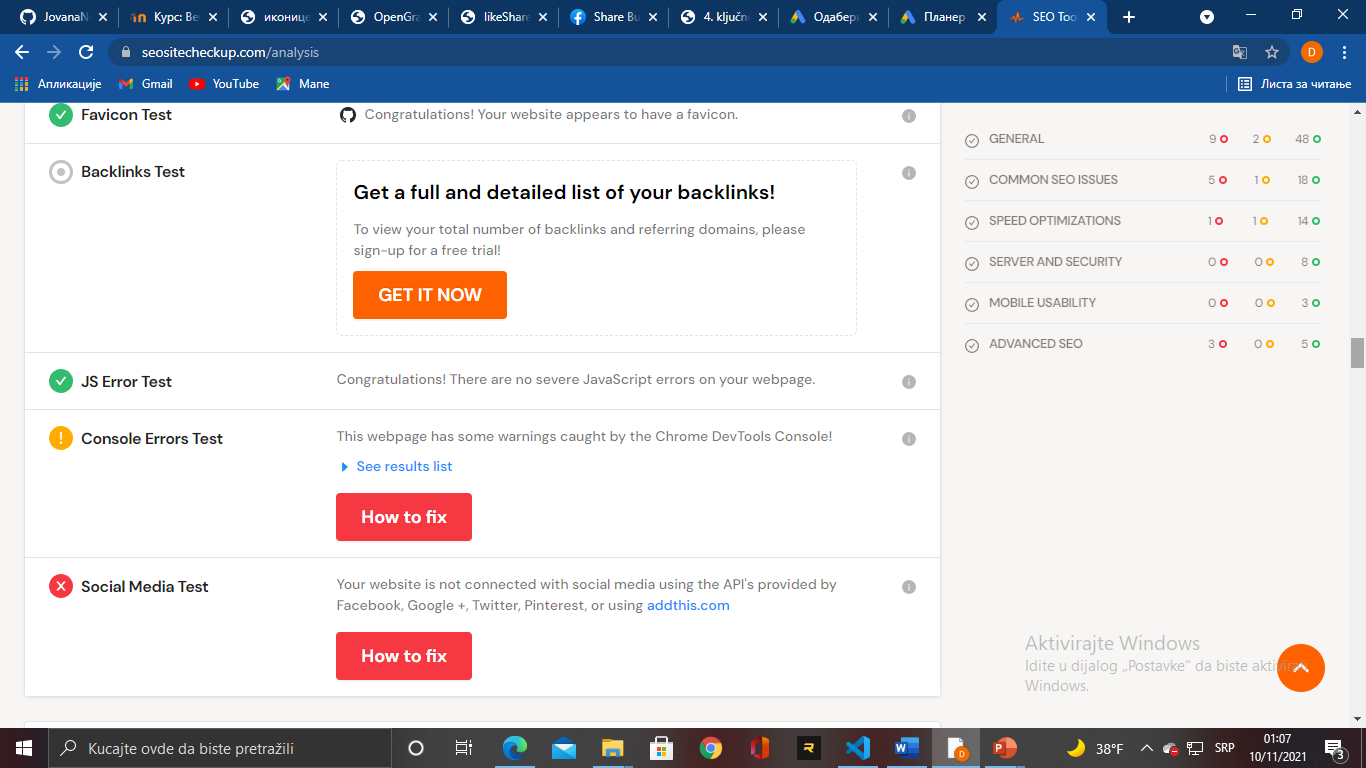 JovanaN
Курс: Ве
иконице
OpenGra
likeShare
Share Bu
4. ključn
Одабери
Планер
SEO Too
seositecheckup.com/analysis
D
Апликације
Gmail
YouTube
Мапе
Листа за читање
Favicon Test
Congratulations! Your website appears to have a favicon.
Backlinks Test
Get a full and detailed list of your backlinks!
To view your total number of backlinks and referring domains, please
sign-up for a free trial!
GET IT NOW
JS Error Test
Congratulations! There are no severe JavaScript errors on your webpage.
Console Errors Test
This webpage has some warnings caught by the Chrome DevTools Console!
See results list
How to fix
Social Media Test
Your website is not connected with social media using the API's provided by
Facebook, Google +, Twitter, Pinterest, or using addthis.com
How to fix
GENERAL 9 2 48
COMMON SEO ISSUES 5 1 18
SPEED OPTIMIZATIONS 1 1 14
SERVER AND SECURITY 0 0 8
MOBILE USABILITY 0 0 3
ADVANCED SEO 3 0 5
Aktivirajte Windows
Idite u dijalog „Postavke“ da biste aktivirali
Windows.
Kucajte ovde da biste pretražili
38°F
SRP
01:07
10/11/2021
3